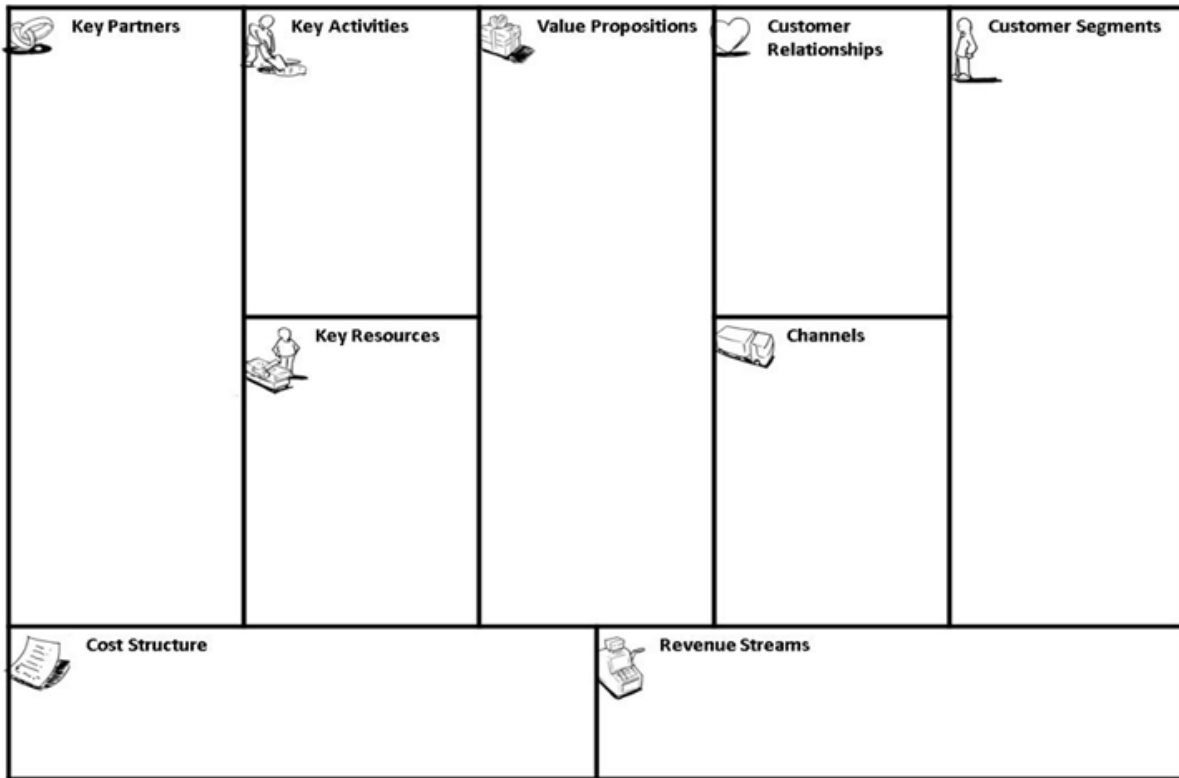 Key Partners
Key Activities
Value Propositions
Customer
Relationships
Customer Segments
Key Resources
Channels
Cost Structure
Revenue Streams